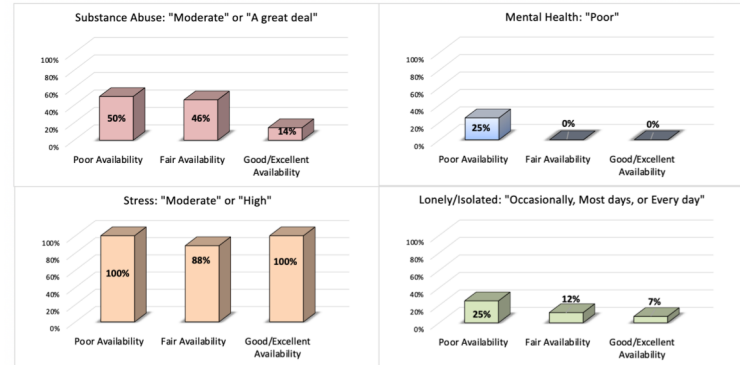 Substance Abuse: "Moderate" or "A great deal"
100%
80%
60%
40%
20%
0%
50%
46%
14%
Poor Availability
Fair Availability
Good/Excellent
Availability
Mental Health: "Poor"
100%
80%
60%
40%
20%
0%
25%
0%
0%
Poor Availability
Fair Availability
Good/Excellent
Availability
Stress: "Moderate" or "High"
100%
80%
60%
40%
20%
0%
100%
88%
100%
Poor Availability
Fair Availability
Good/Excellent
Availability
Lonely/Isolated: "Occasionally, Most days, or Every day"
100%
80%
60%
40%
20%
0%
25%
12%
7%
Poor Availability
Fair Availability
Good/Excellent
Availability